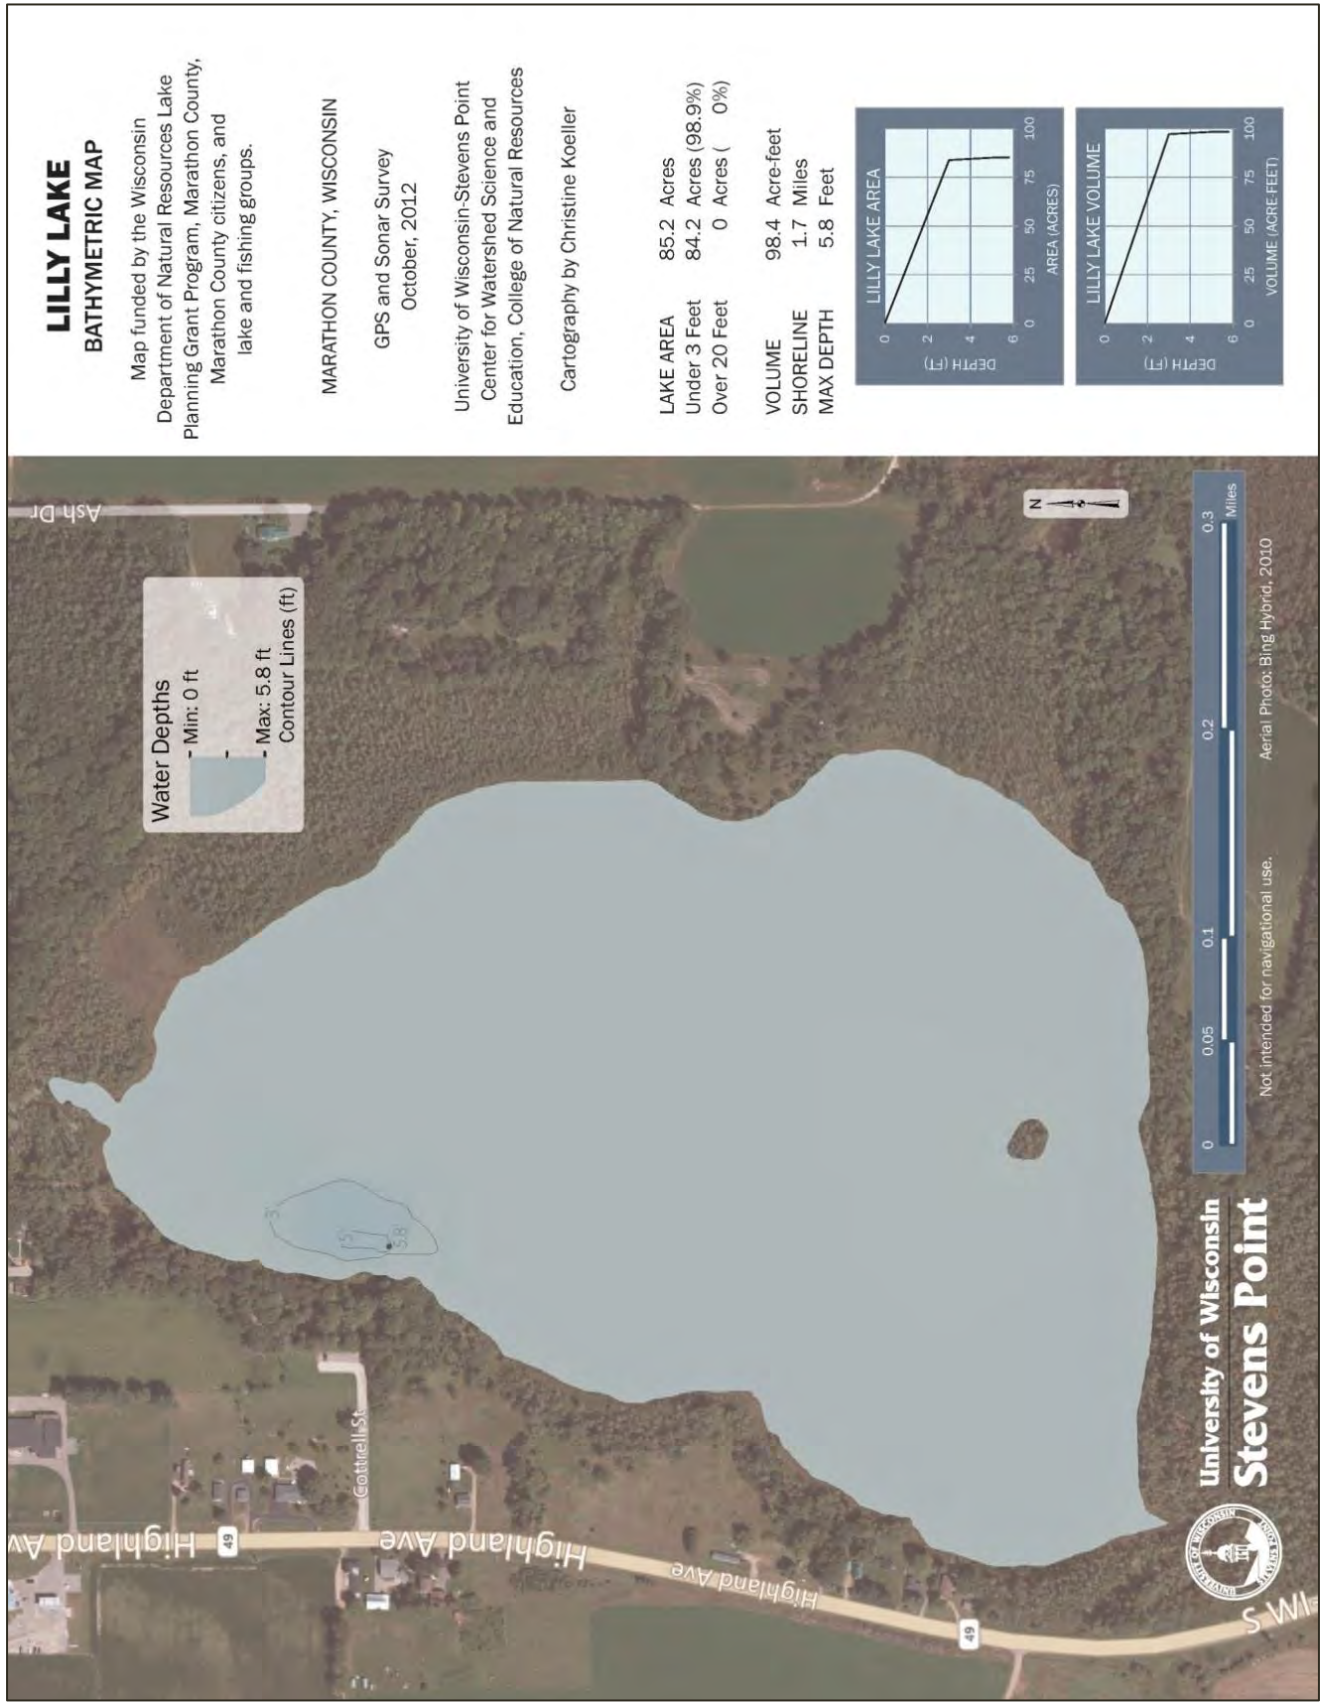 LILLY LAKE
BATHYMETRIC MAP
Map funded by the Wisconsin
Department of Natural Resources Lake
Planning Grant Program, Marathon County,
Marathon County citizens, and
lake and fishing groups.
MARATHON COUNTY, WISCONSIN
GPS and Sonar Survey
October, 2012
University of Wisconsin-Stevens Point
Center for Watershed Science and
Education, College of Natural Resources
Cartography by Christine Koeller
LAKE AREA 85.2 Acres
Under 3 Feet 84.2 Acres (98.9%)
Over 20 Feet 0 Acres ( 0%)
VOLUME 98.4 Acre-feet
SHORELINE 1.7 Miles
MAX DEPTH 5.8 Feet
LILLY LAKE AREA
DEPTH (FT)
0
2
4
6
0 25 50 75 100
AREA (ACRES)
LILLY LAKE VOLUME
DEPTH (FT)
0
2
4
6
0 25 50 75 100
VOLUME (ACRE-FEET)
Ash Dr
Water Depths
Min: 0 ft
Max: 5.8 ft
Contour Lines (ft)
3'
5'
5.8'
Cottrell St
Highland Av
49
Highland Ave
Highland Ave
Highland Ave
49
S WI-
N
0 0.05 0.1 0.2 0.3
Miles
Not intended for navigational use. Aerial Photo: Bing Hybrid, 2010
UNIVERSITY OF WISCONSIN
STEVENS POINT
University of Wisconsin
Stevens Point